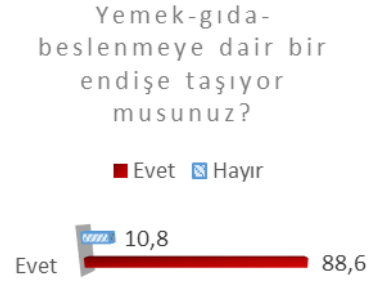 Yemek-gıda-
beslenmeye dair bir
endişe taşıyor
musunuz?
Evet Hayır
10,8
Evet 88,6